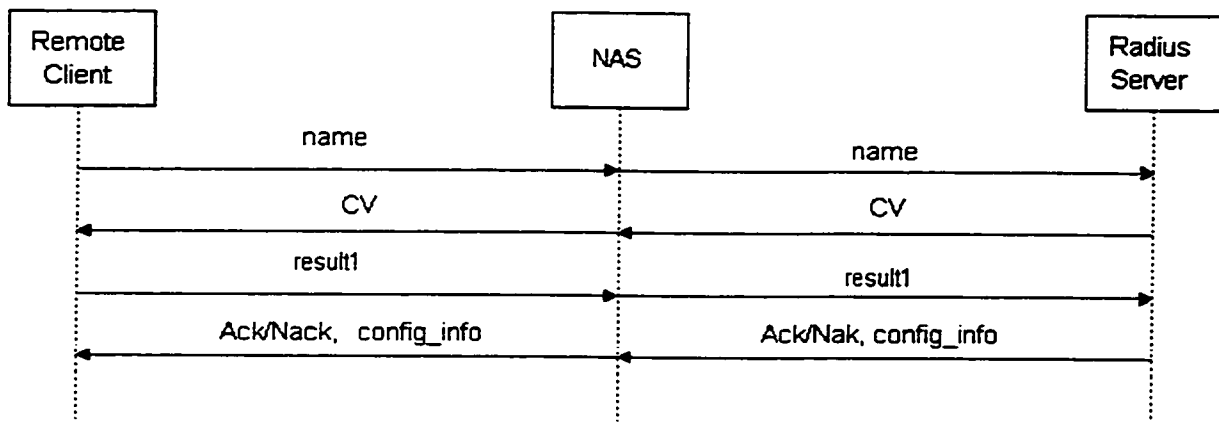 Remote
Client
NAS
Radius
Server
name
name
CV
CV
result1
result1
Ack/Nack, config_info
Ack/Nak, config_info